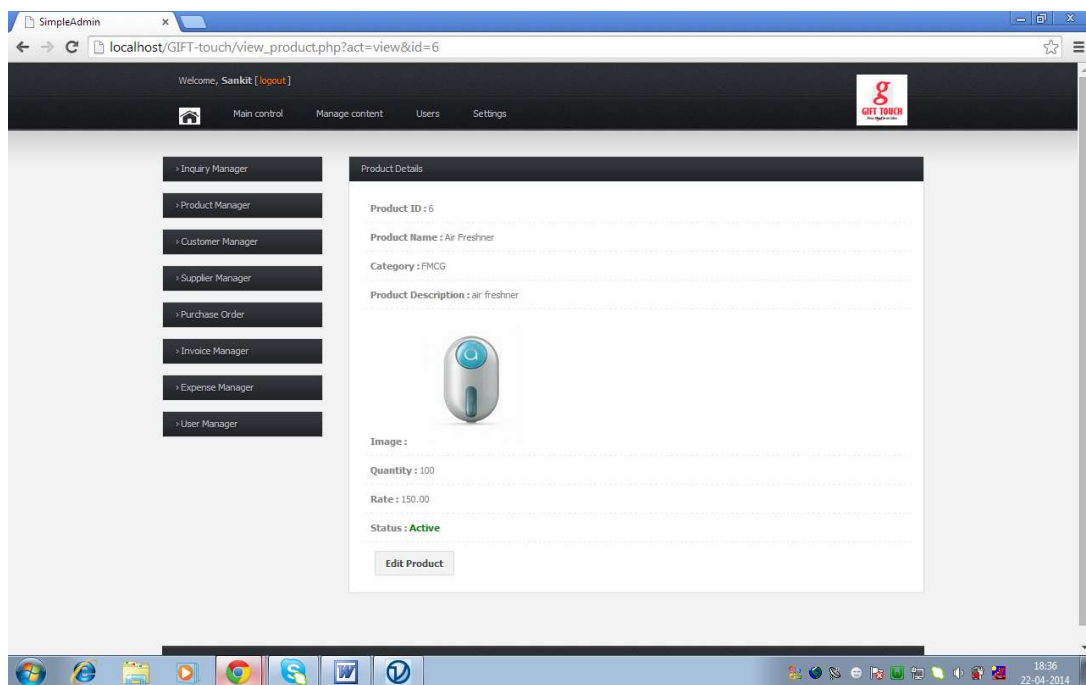 SimpleAdmin
localhost/GIFT-touch/view_product.php?act=view&id=6
Welcome, Sankit [ logout ]
Main control Manage content Users Settings
g
GIFT TOUCH
› Inquiry Manager
› Product Manager
› Customer Manager
› Supplier Manager
› Purchase Order
› Invoice Manager
› Expense Manager
› User Manager
Product Details
Product ID : 6
Product Name : Air Freshner
Category : FMCG
Product Description : air freshner
Image :
Quantity : 100
Rate : 150.00
Status : Active
Edit Product
18:36
22-04-2014